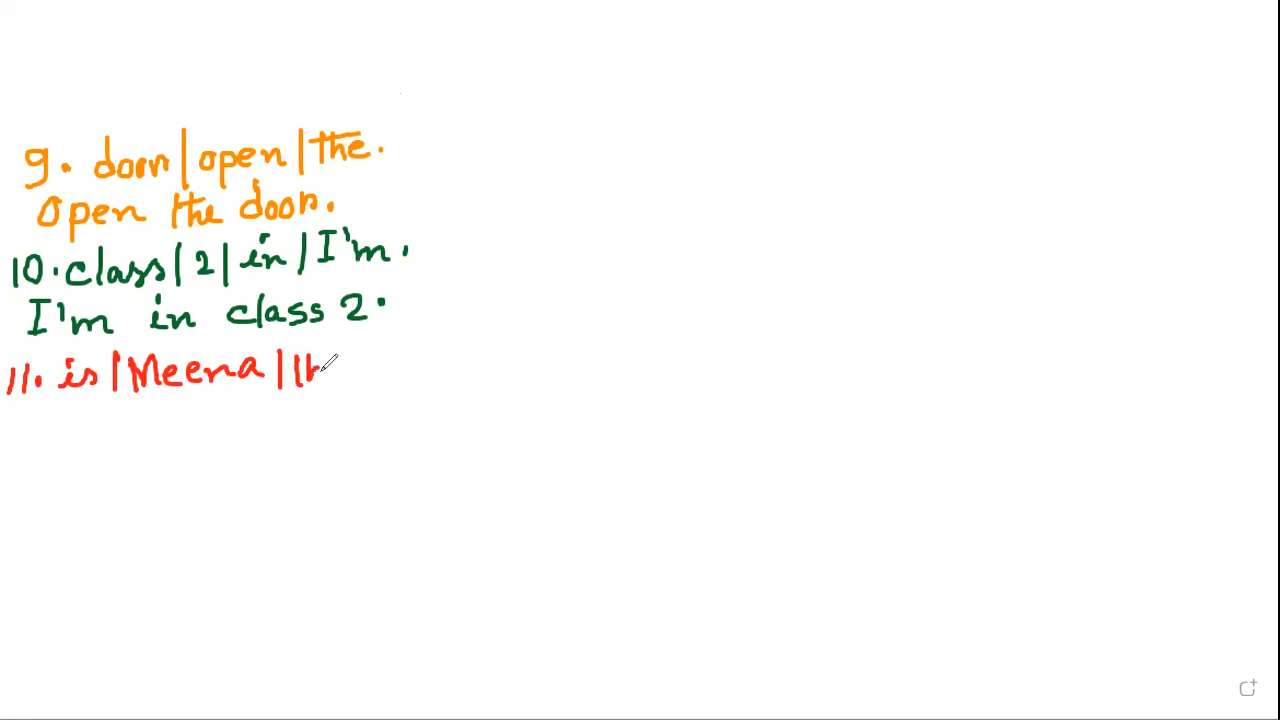 9. door|open|the.
Open the door.
10. class|2|in|I'm.
I'm in class 2.
11. is|Meena|